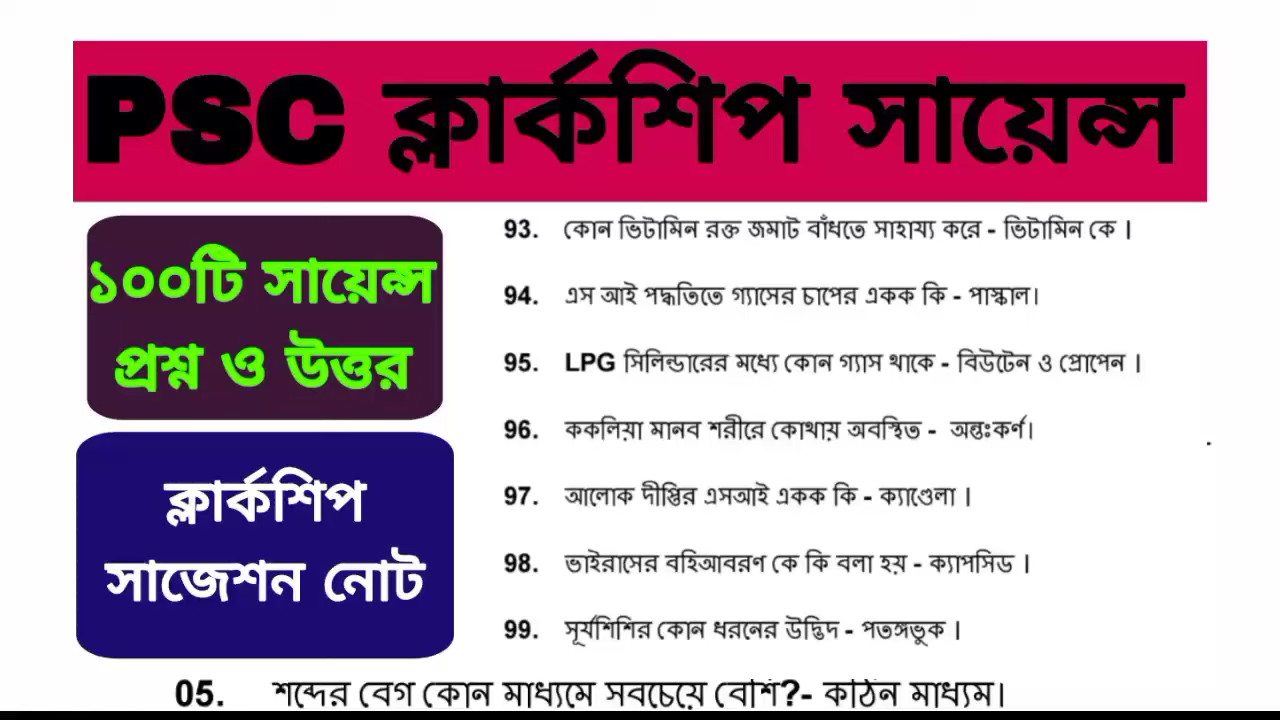 PSC ক্লার্কশিপ সায়েন্স
১০০টি সায়েন্স
প্রশ্ন ও উত্তর
ক্লার্কশিপ
সাজেশন নোট
93. কোন ভিটামিন রক্ত জমাট বাঁধতে সাহায্য করে - ভিটামিন কে ।
94. এস আই পদ্ধতিতে গ্যাসের চাপের একক কি - পাস্কাল।
95. LPG সিলিন্ডারের মধ্যে কোন গ্যাস থাকে - বিউটেন ও প্রোপেন ।
96. ককলিয়া মানব শরীরে কোথায় অবস্থিত - অন্তঃকর্ণ।
97. আলোক দীপ্তির এসআই একক কি - ক্যাণ্ডেলা ।
98. ভাইরাসের বহিআবরণ কে কি বলা হয় - ক্যাপসিড ।
99. সূর্যশিশির কোন ধরনের উদ্ভিদ - পতঙ্গভুক ।
05. শব্দের বেগ কোন মাধ্যমে সবচেয়ে বেশি?- কঠিন মাধ্যম।